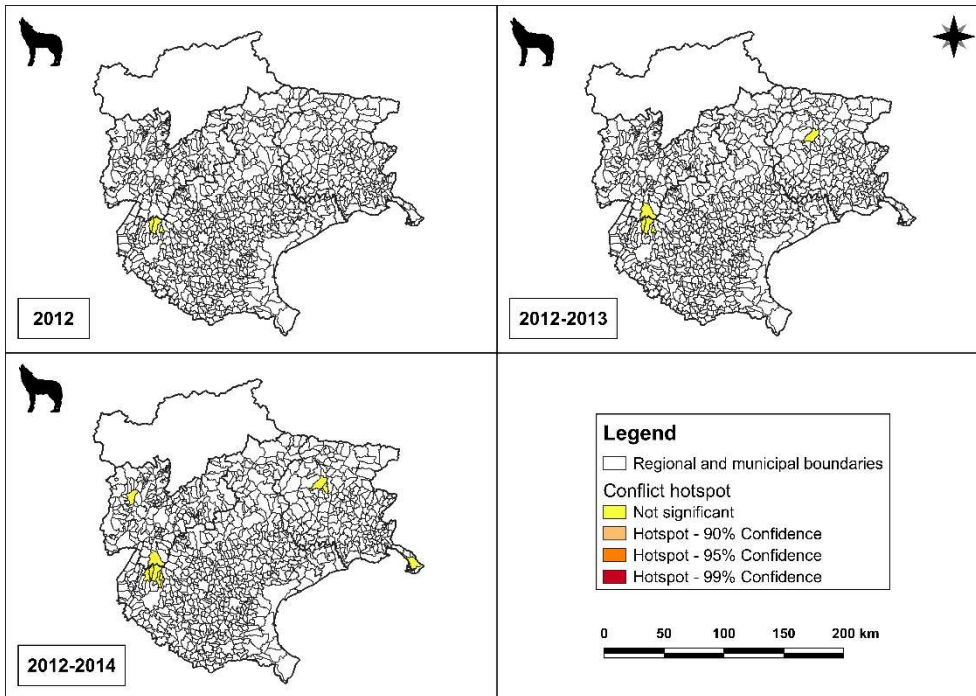 2012
2012-2013
2012-2014
Legend
Regional and municipal boundaries
Conflict hotspot
Not significant
Hotspot - 90% Confidence
Hotspot - 95% Confidence
Hotspot - 99% Confidence
0 50 100 150 200 km